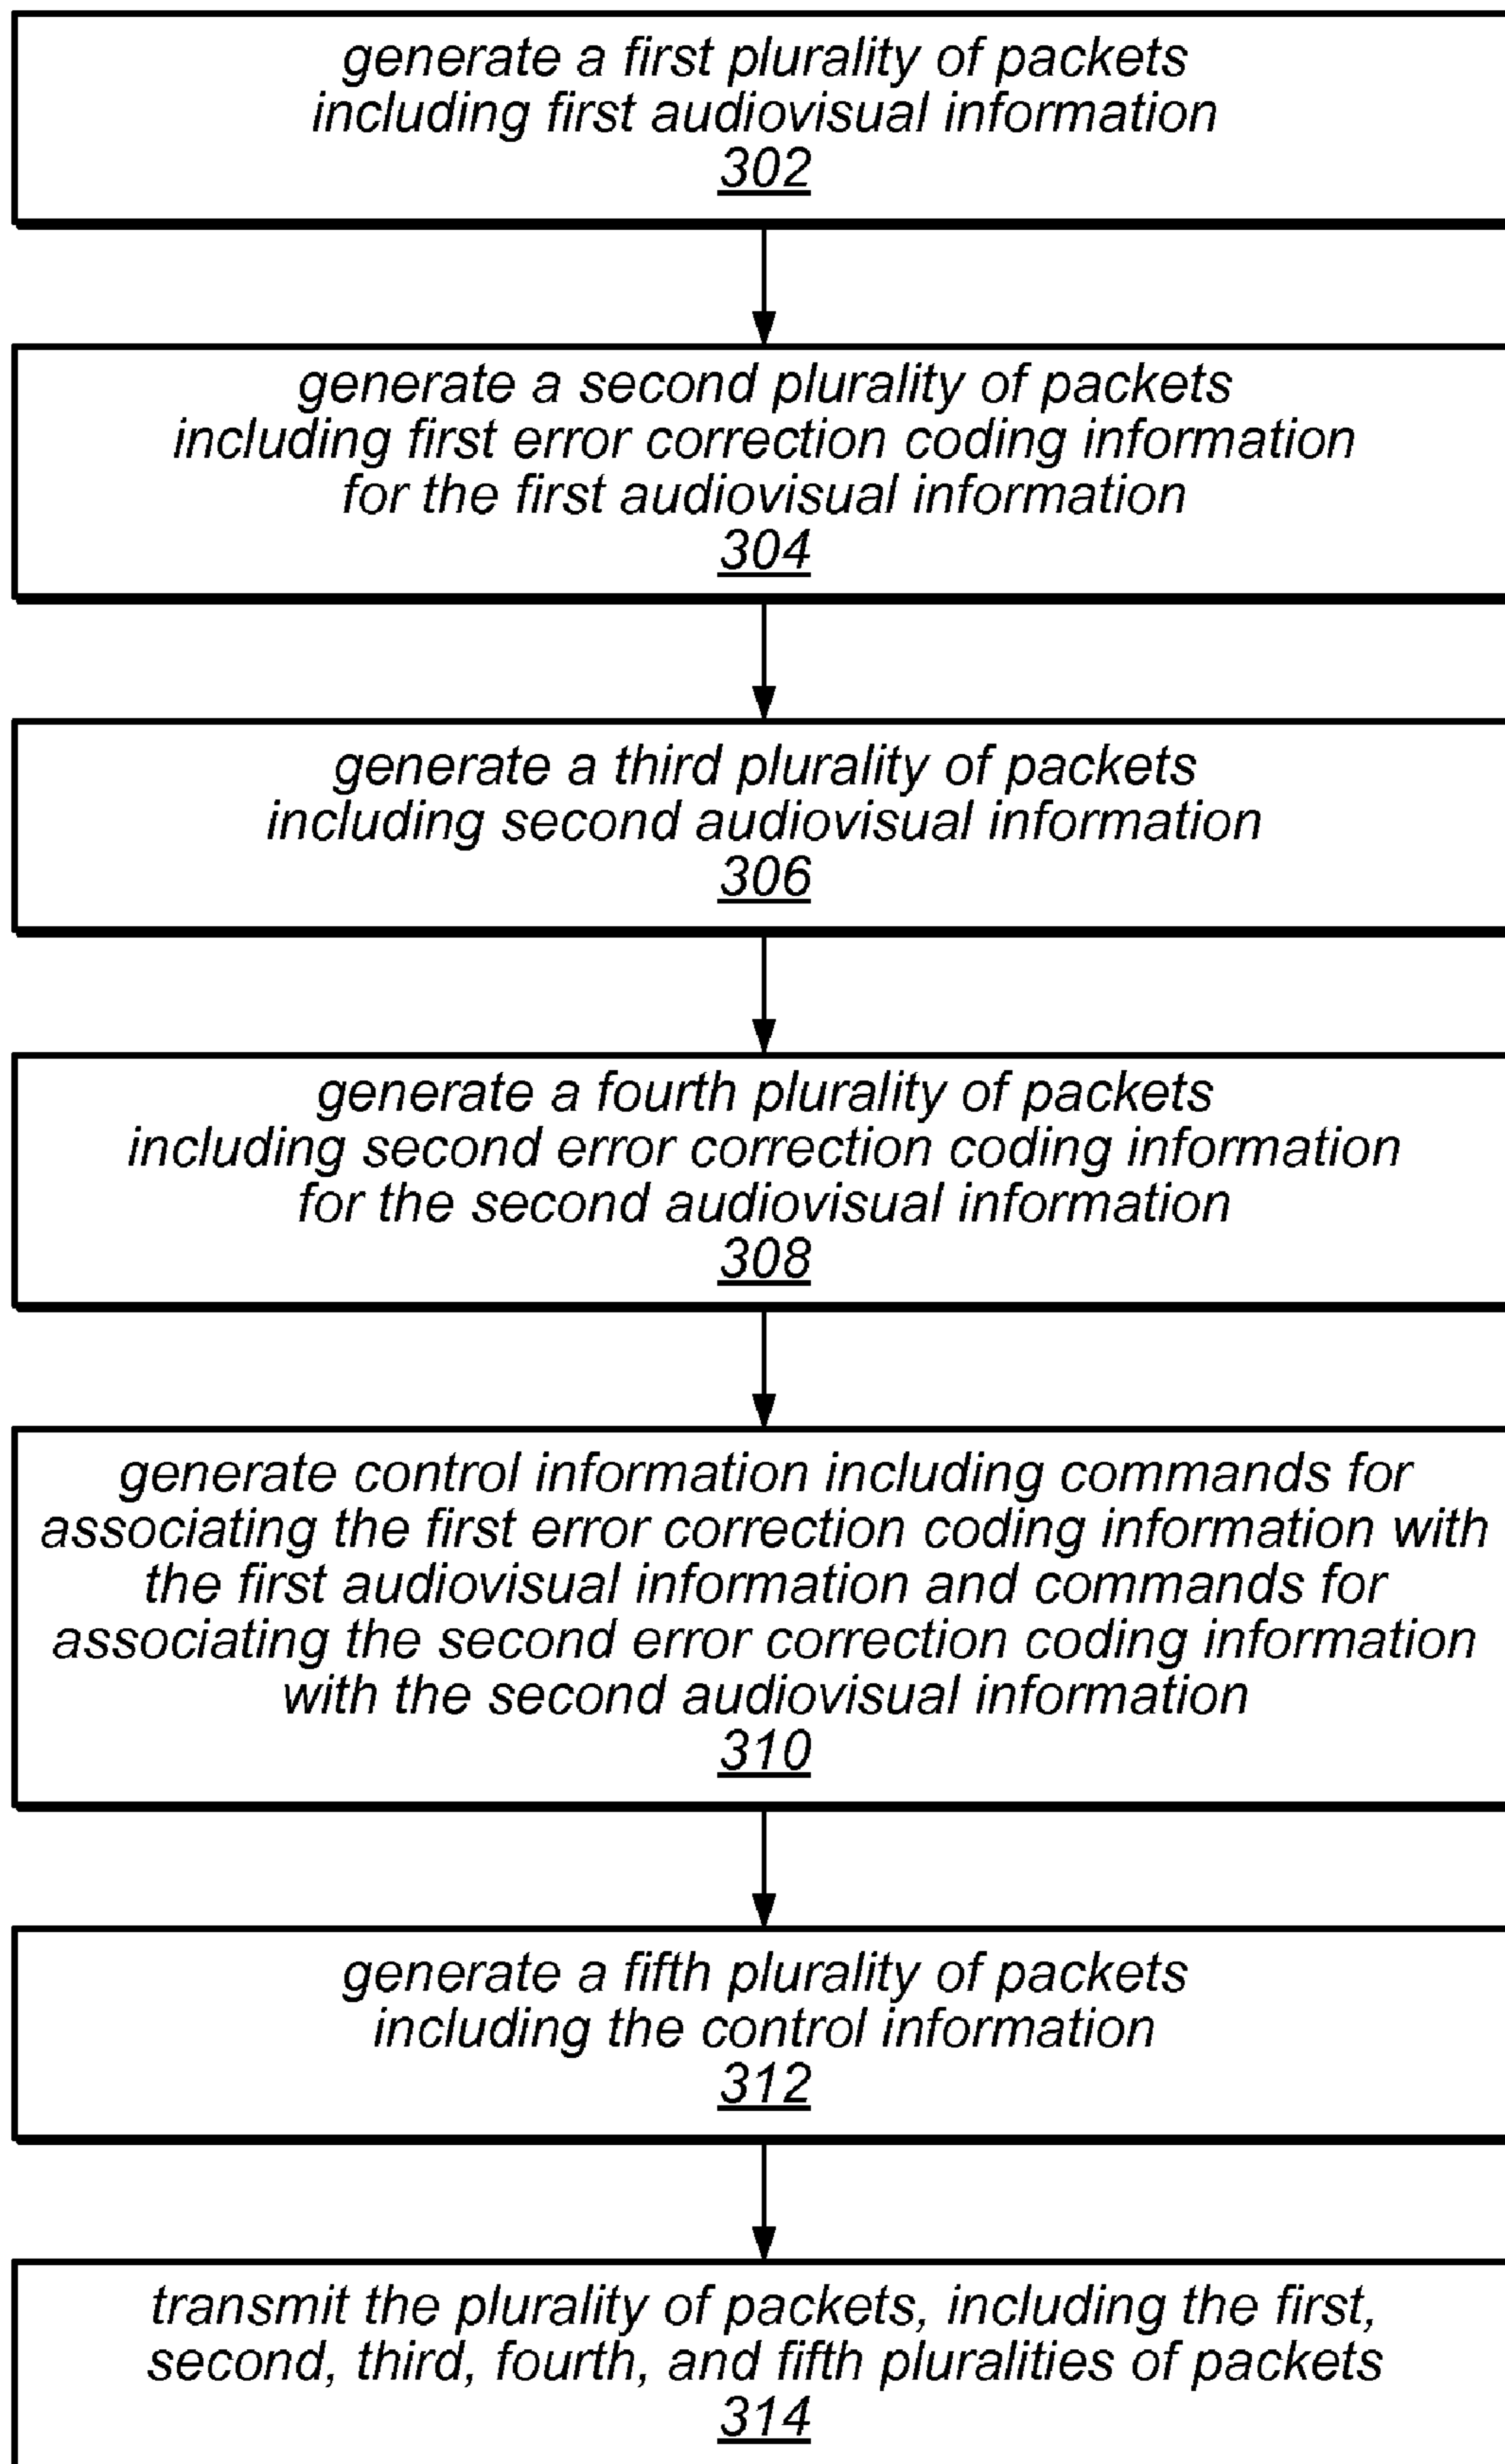 generate a first plurality of packets
including first audiovisual information
302
generate a second plurality of packets
including first error correction coding information
for the first audiovisual information
304
generate a third plurality of packets
including second audiovisual information
306
generate a fourth plurality of packets
including second error correction coding information
for the second audiovisual information
308
generate control information including commands for
associating the first error correction coding information with
the first audiovisual information and commands for
associating the second error correction coding information
with the second audiovisual information
310
generate a fifth plurality of packets
including the control information
312
transmit the plurality of packets, including the first,
second, third, fourth, and fifth pluralities of packets
314